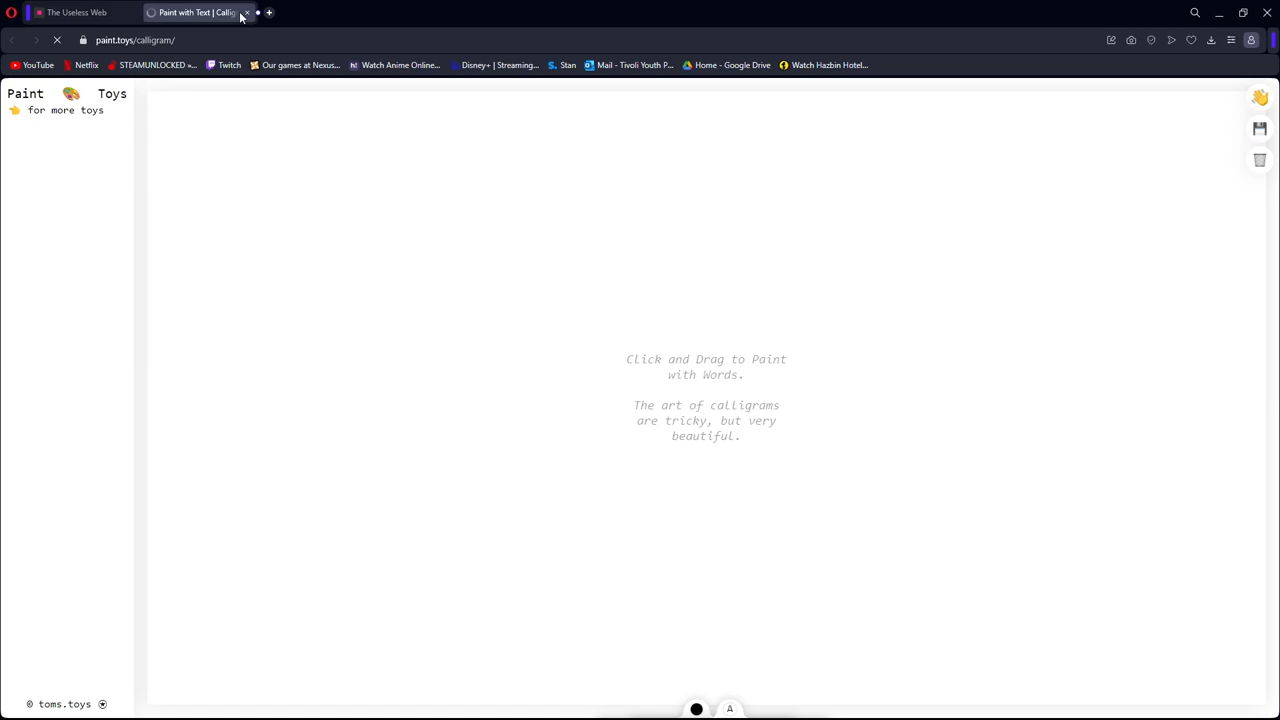 The Useless Web
Paint with Text | Callig
paint.toys/calligram/
YouTube
Netflix
STEAMUNLOCKED »...
Twitch
Our games at Nexus...
Watch Anime Online...
Disney+ | Streaming...
Stan
Mail - Tivoli Youth P...
Home - Google Drive
Watch Hazbin Hotel...
Paint Toys
for more toys
Click and Drag to Paint
with Words.
The art of calligrams
are tricky, but very
beautiful.
© toms.toys
A